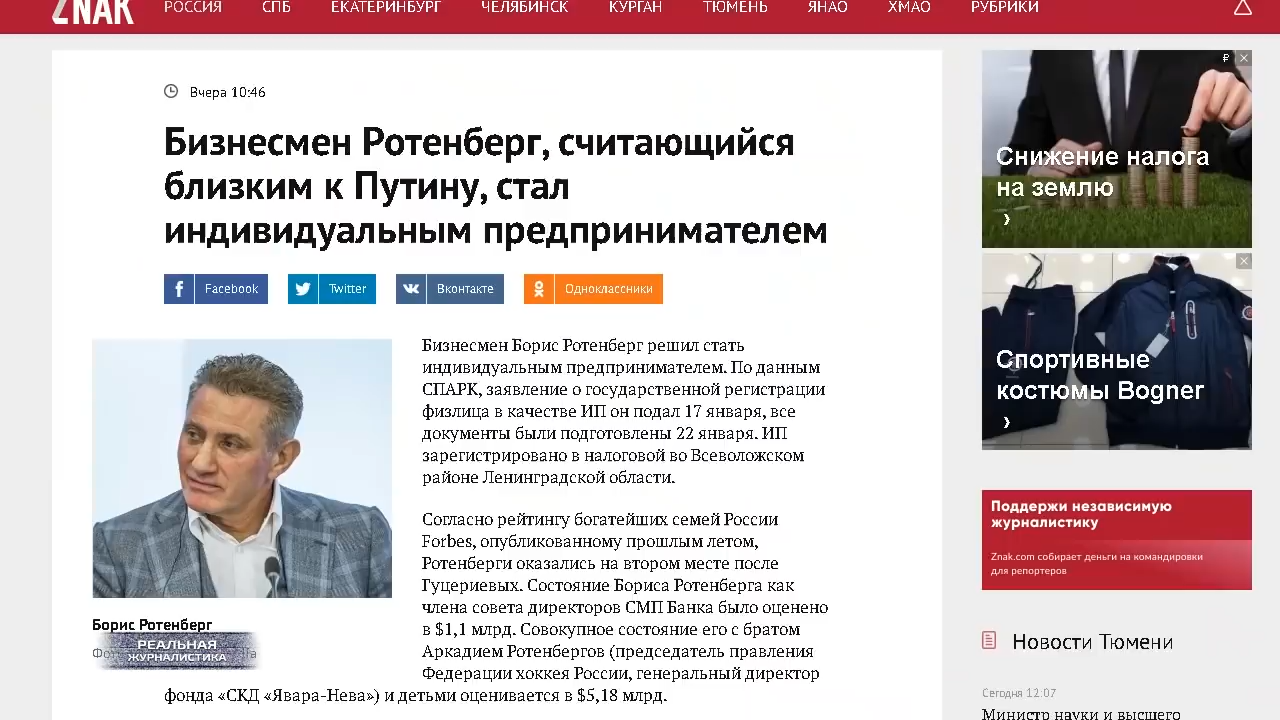 ZNAK
РОССИЯ СПБ ЕКАТЕРИНБУРГ ЧЕЛЯБИНСК КУРГАН ТЮМЕНЬ ЯНАО ХМАО РУБРИКИ
Вчера 10:46
Бизнесмен Ротенберг, считающийся
близким к Путину, стал
индивидуальным предпринимателем
Facebook Twitter Вконтакте Одноклассники
Бизнесмен Борис Ротенберг решил стать
индивидуальным предпринимателем. По данным
СПАРК, заявление о государственной регистрации
физлица в качестве ИП он подал 17 января, все
документы были подготовлены 22 января. ИП
зарегистрировано в налоговой во Всеволожском
районе Ленинградской области.
Согласно рейтингу богатейших семей России
Forbes, опубликованному прошлым летом,
Ротенберги оказались на втором месте после
Гуцериевых. Состояние Бориса Ротенберга как
члена совета директоров СМП Банка было оценено
в $1,1 млрд. Совокупное состояние его с братом
Аркадием Ротенбергов (председатель правления
Федерации хоккея России, генеральный директор
фонда «СКД «Явара-Нева») и детьми оценивается в $5,18 млрд.
Борис Ротенберг
РЕАЛЬНАЯ
ЖУРНАЛИСТИКА
₽
Снижение налога
на землю
Спортивные
костюмы Bogner
Поддержи независимую
журналистику
Znak.com собирает деньги на командировки
для репортеров
Новости Тюмени
Сегодня 12:07
Министр науки и высшего